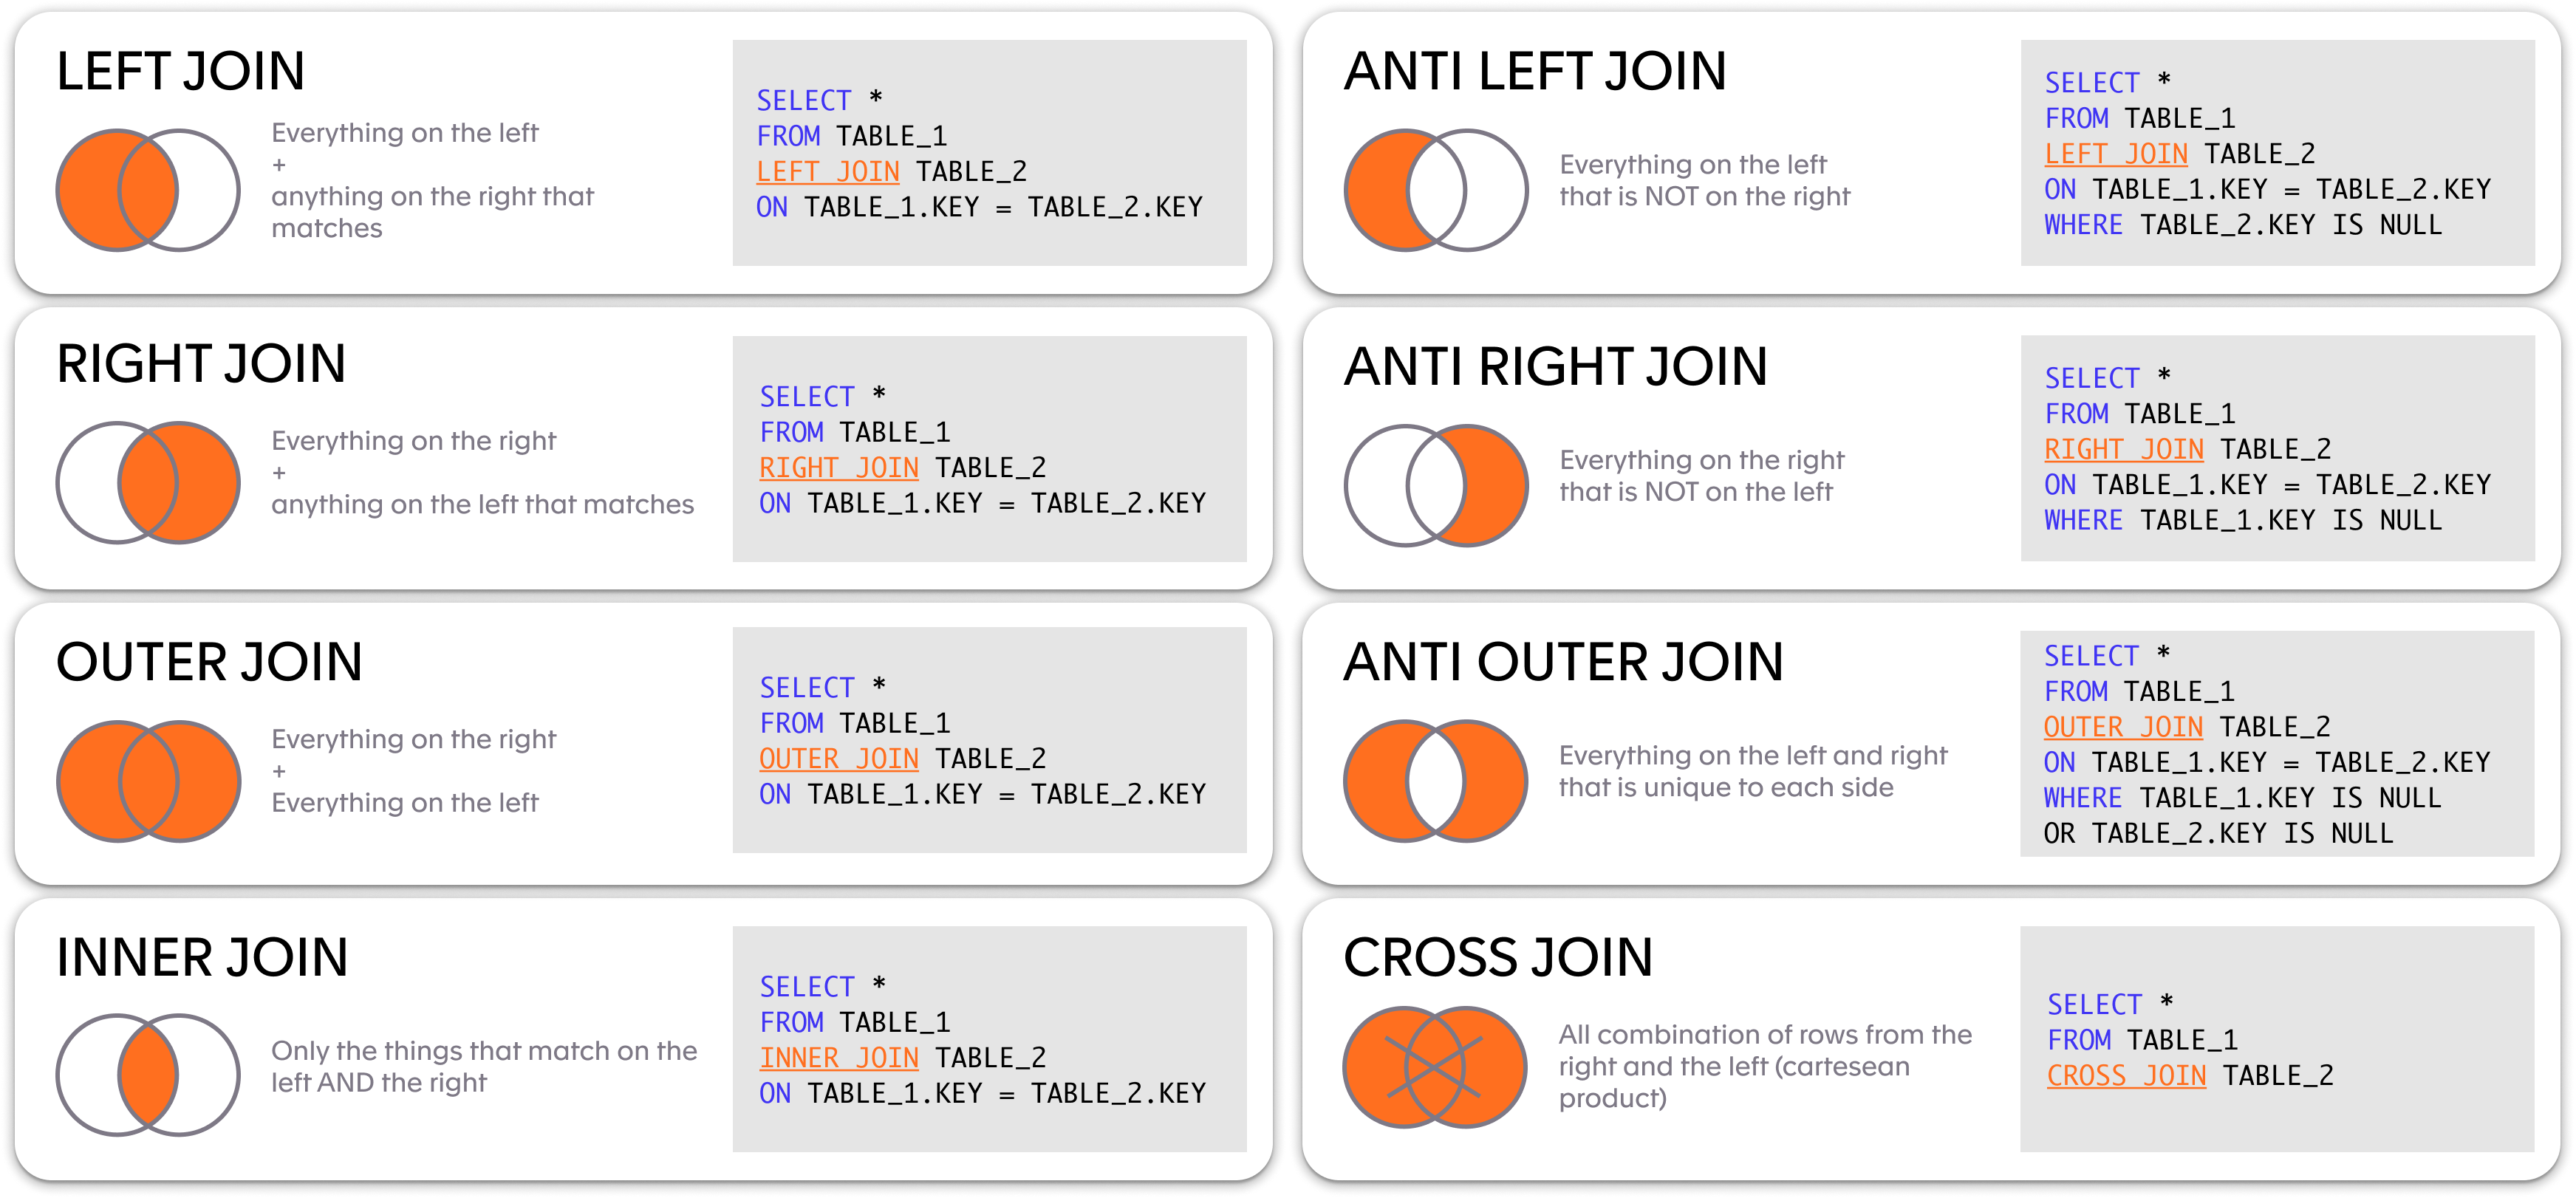 LEFT JOIN
Everything on the left
+
anything on the right that
matches
SELECT *
FROM TABLE_1
LEFT JOIN TABLE_2
ON TABLE_1.KEY = TABLE_2.KEY
ANTI LEFT JOIN
Everything on the left
that is NOT on the right
SELECT *
FROM TABLE_1
LEFT JOIN TABLE_2
ON TABLE_1.KEY = TABLE_2.KEY
WHERE TABLE_2.KEY IS NULL
RIGHT JOIN
Everything on the right
+
anything on the left that matches
SELECT *
FROM TABLE_1
RIGHT JOIN TABLE_2
ON TABLE_1.KEY = TABLE_2.KEY
ANTI RIGHT JOIN
Everything on the right
that is NOT on the left
SELECT *
FROM TABLE_1
RIGHT JOIN TABLE_2
ON TABLE_1.KEY = TABLE_2.KEY
WHERE TABLE_1.KEY IS NULL
OUTER JOIN
Everything on the right
+
Everything on the left
SELECT *
FROM TABLE_1
OUTER JOIN TABLE_2
ON TABLE_1.KEY = TABLE_2.KEY
ANTI OUTER JOIN
Everything on the left and right
that is unique to each side
SELECT *
FROM TABLE_1
OUTER JOIN TABLE_2
ON TABLE_1.KEY = TABLE_2.KEY
WHERE TABLE_1.KEY IS NULL
OR TABLE_2.KEY IS NULL
INNER JOIN
Only the things that match on the
left AND the right
SELECT *
FROM TABLE_1
INNER JOIN TABLE_2
ON TABLE_1.KEY = TABLE_2.KEY
CROSS JOIN
All combination of rows from the
right and the left (cartesean
product)
SELECT *
FROM TABLE_1
CROSS JOIN TABLE_2